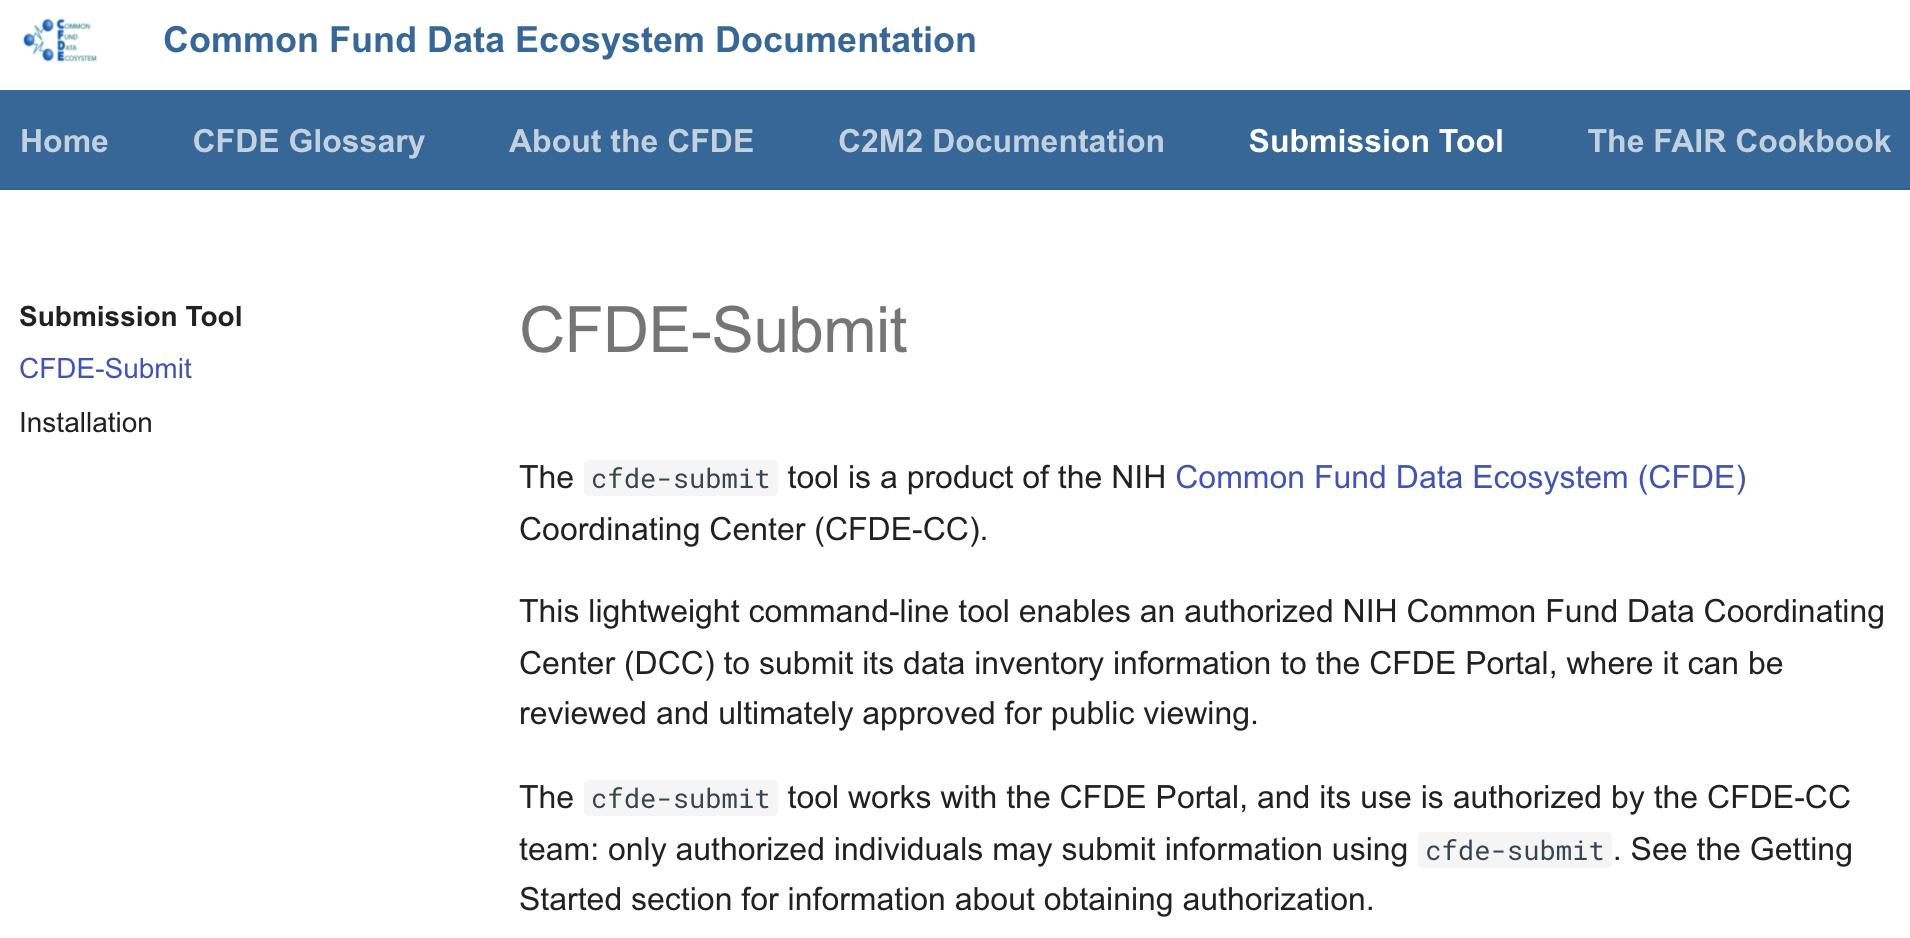 COMMON
FUND
DATA
ECOSYSTEM
Common Fund Data Ecosystem Documentation
Home CFDE Glossary About the CFDE C2M2 Documentation Submission Tool The FAIR Cookbook
Submission Tool
CFDE-Submit
Installation
CFDE-Submit
The cfde-submit tool is a product of the NIH Common Fund Data Ecosystem (CFDE)
Coordinating Center (CFDE-CC).
This lightweight command-line tool enables an authorized NIH Common Fund Data Coordinating
Center (DCC) to submit its data inventory information to the CFDE Portal, where it can be
reviewed and ultimately approved for public viewing.
The cfde-submit tool works with the CFDE Portal, and its use is authorized by the CFDE-CC
team: only authorized individuals may submit information using cfde-submit. See the Getting
Started section for information about obtaining authorization.